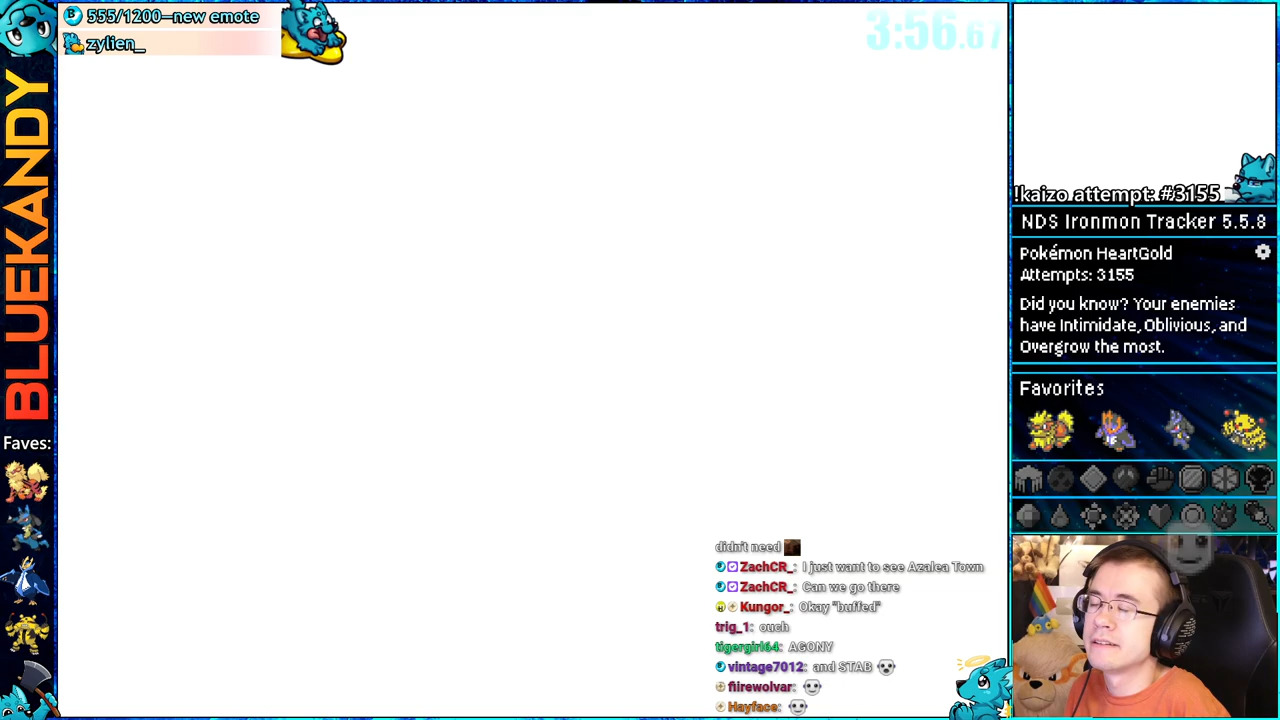 555/1200—new emote
zylien_
3:56.67
BLUEKANDY
Faves:
!kaizo attempt: #3155
NDS Ironmon Tracker 5.5.8
Pokémon HeartGold
Attempts: 3155
Did you know? Your enemies
have Intimidate, Oblivious, and
Overgrow the most.
Favorites
didn't need
ZachCR_: I just want to see Azalea Town
ZachCR_: Can we go there
Kungor_: Okay "buffed"
trig_1: ouch
tigergirl64: AGONY
vintage7012: and STAB
fiirewolvar:
Hayface: